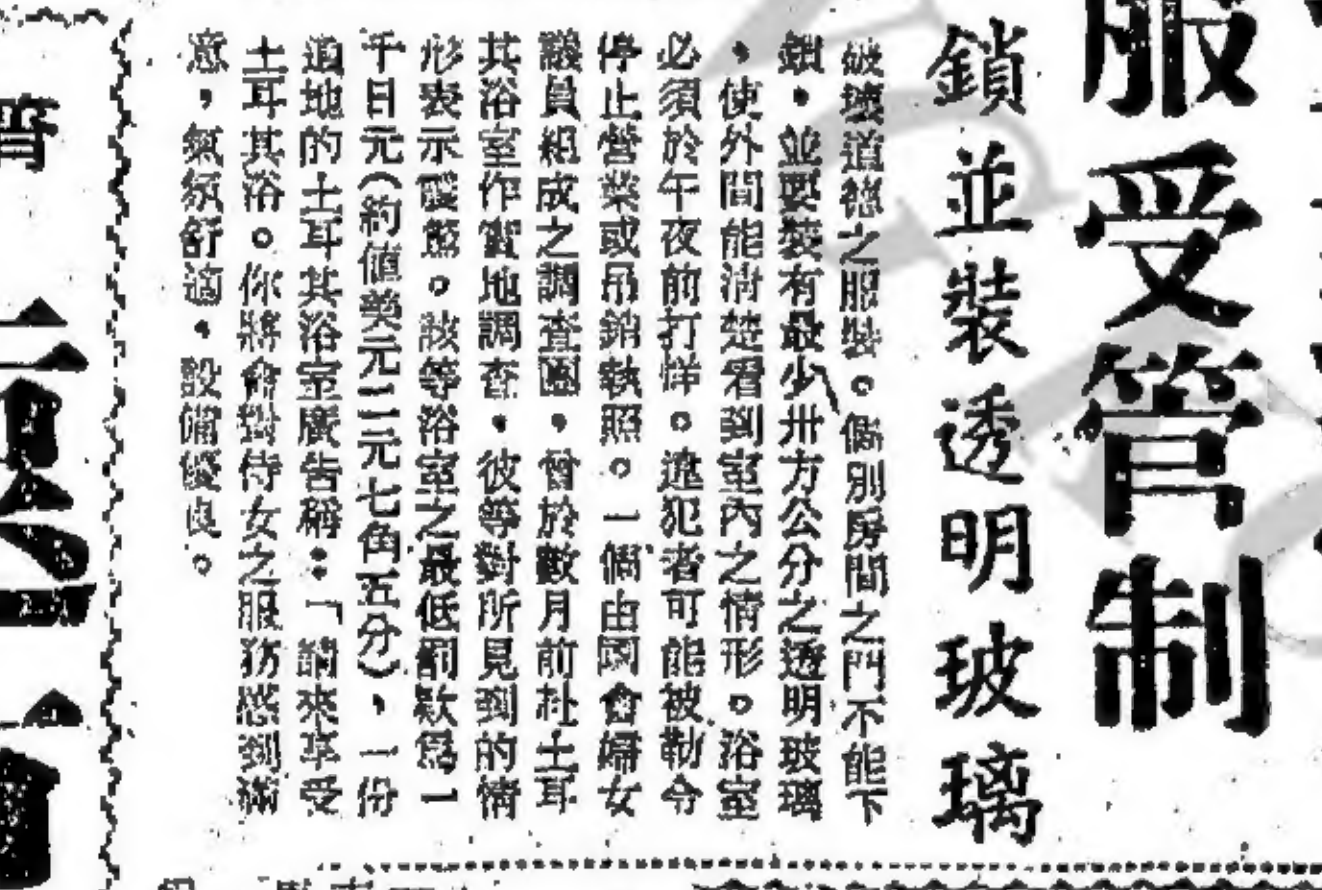 服受管制
鎖並裝透明玻璃
破壞道德之服裝。個別房間之門不能下
鎖,並要裝有最少卅方公分之透明玻璃
,使外間能清楚看到室內之情形。浴室
必須於午夜前打烊。違犯者可能被勒令
停止營業或吊銷執照。一個由國會婦女
議員組成之調查團,曾於數月前赴土耳
其浴室作實地調查,彼等對所見到的情
形表示震驚。該等浴室之最低罰款爲一
千日元(約值美元二元七角五分),一份
道地的土耳其浴室廣告稱:「請來享受
土耳其浴。你將會對侍女之服務感到滿
意,氣氛舒適,設備優良。